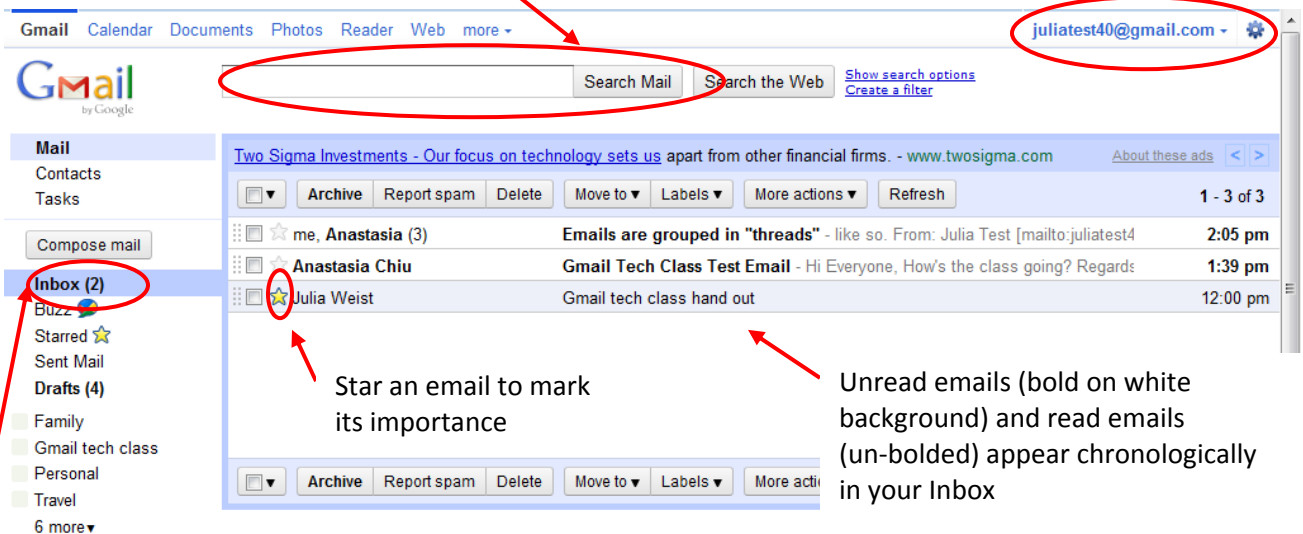 Gmail Calendar Documents Photos Reader Web more ▾ juliatest40@gmail.com ▾
Gmail
by Google
Search Mail Search the Web Show search options
Create a filter
Mail
Contacts
Tasks
Two Sigma Investments - Our focus on technology sets us apart from other financial firms. - www.twosigma.com About these ads < >
▾ Archive Report spam Delete Move to ▾ Labels ▾ More actions ▾ Refresh 1 - 3 of 3
Compose mail
me, Anastasia (3) Emails are grouped in "threads" - like so. From: Julia Test [mailto:juliatest4 2:05 pm
Anastasia Chiu Gmail Tech Class Test Email - Hi Everyone, How's the class going? Regards 1:39 pm
Julia Weist Gmail tech class hand out 12:00 pm
Inbox (2)
Buzz
Starred
Sent Mail
Drafts (4)
Family
Gmail tech class
Personal
Travel
6 more ▾
Star an email to mark
its importance
Unread emails (bold on white
background) and read emails
(un-bolded) appear chronologically
in your Inbox
▾ Archive Report spam Delete Move to ▾ Labels ▾ More acti